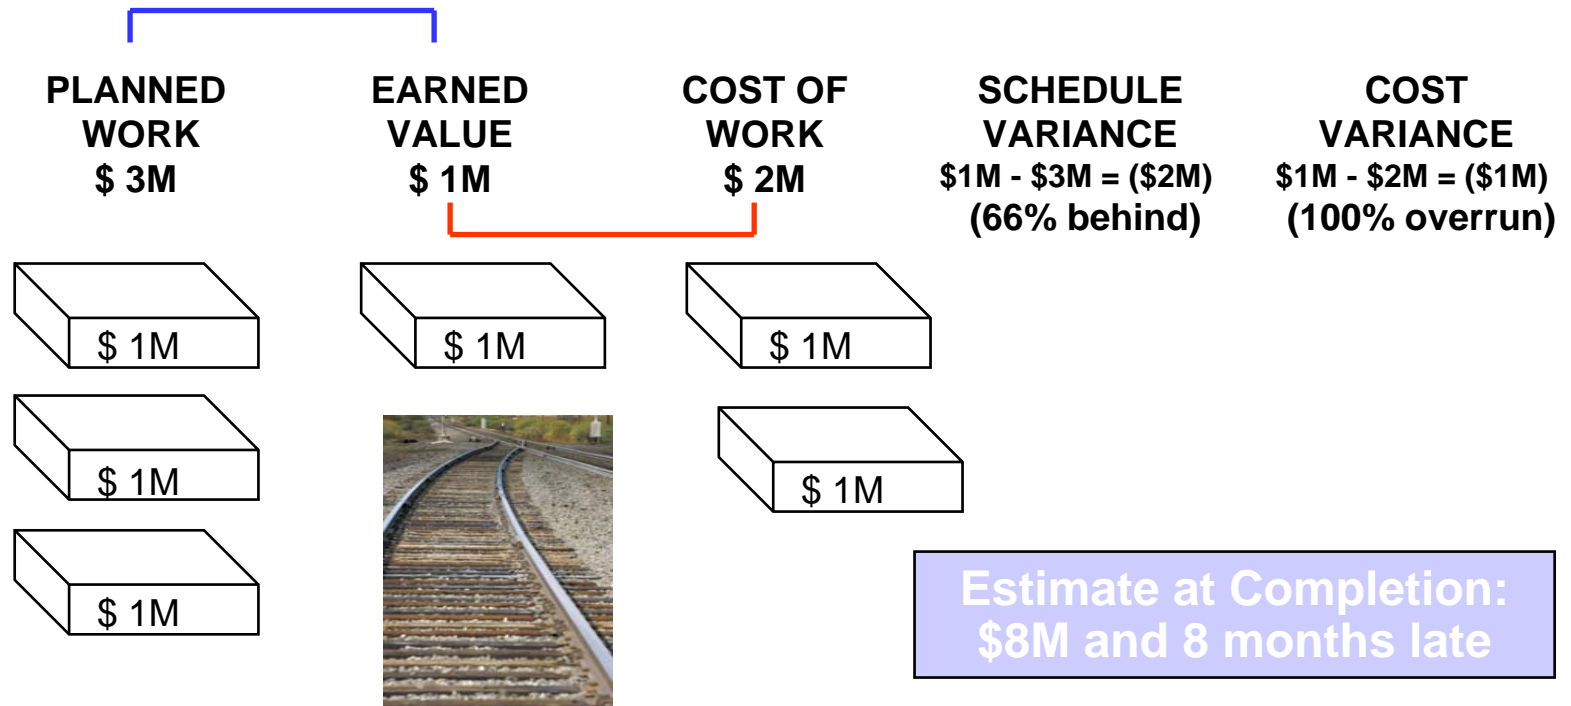 PLANNED
WORK
$ 3M
EARNED
VALUE
$ 1M
COST OF
WORK
$ 2M
SCHEDULE
VARIANCE
$1M - $3M = ($2M)
(66% behind)
COST
VARIANCE
$1M - $2M = ($1M)
(100% overrun)
$ 1M
$ 1M
$ 1M
$ 1M
$ 1M
$ 1M
Estimate at Completion:
$8M and 8 months late